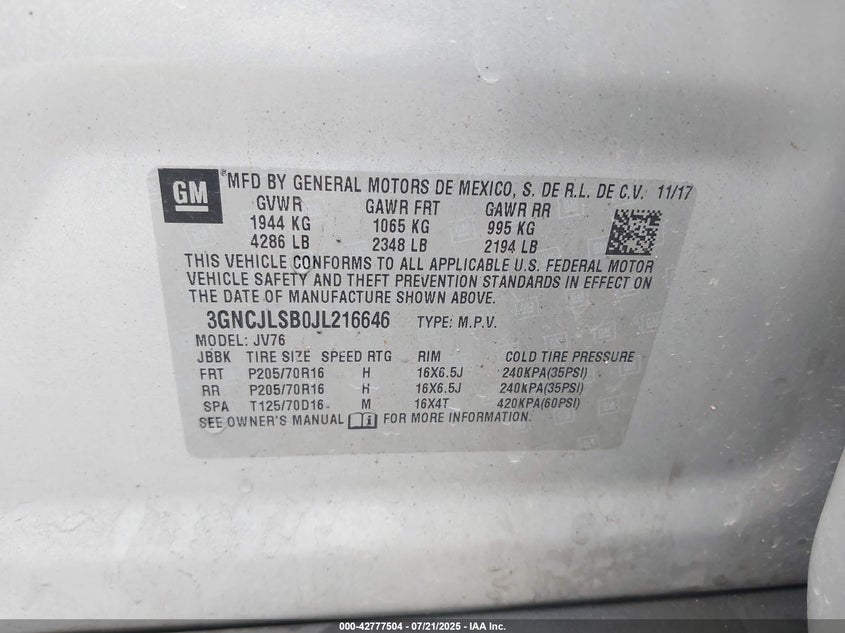 GM ®MFD BY GENERAL MOTORS DE MEXICO, S. DE R.L. DE C.V. 11/17
GVWR GAWR FRT GAWR RR
1944 KG 1065 KG 995 KG
4286 LB 2348 LB 2194 LB
THIS VEHICLE CONFORMS TO ALL APPLICABLE U.S. FEDERAL MOTOR
VEHICLE SAFETY AND THEFT PREVENTION STANDARDS IN EFFECT ON
THE DATE OF MANUFACTURE SHOWN ABOVE.
3GNCJLSB0JL216646 TYPE: M.P.V.
MODEL: JV76
JBBK TIRE SIZE SPEED RTG RIM COLD TIRE PRESSURE
FRT P205/70R16 H 16X6.5J 240KPA(35PSI)
RR P205/70R16 H 16X6.5J 240KPA(35PSI)
SPA T125/70D16 M 16X4T 420KPA(60PSI)
SEE OWNER'S MANUAL i FOR MORE INFORMATION.
000-42777504 - 07/21/2025 - IAA Inc.